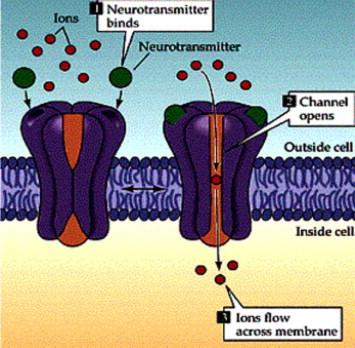 Ions
1 Neurotransmitter
binds
Neurotransmitter
2 Channel
opens
Outside cell
Inside cell
3 Ions flow
across membrane